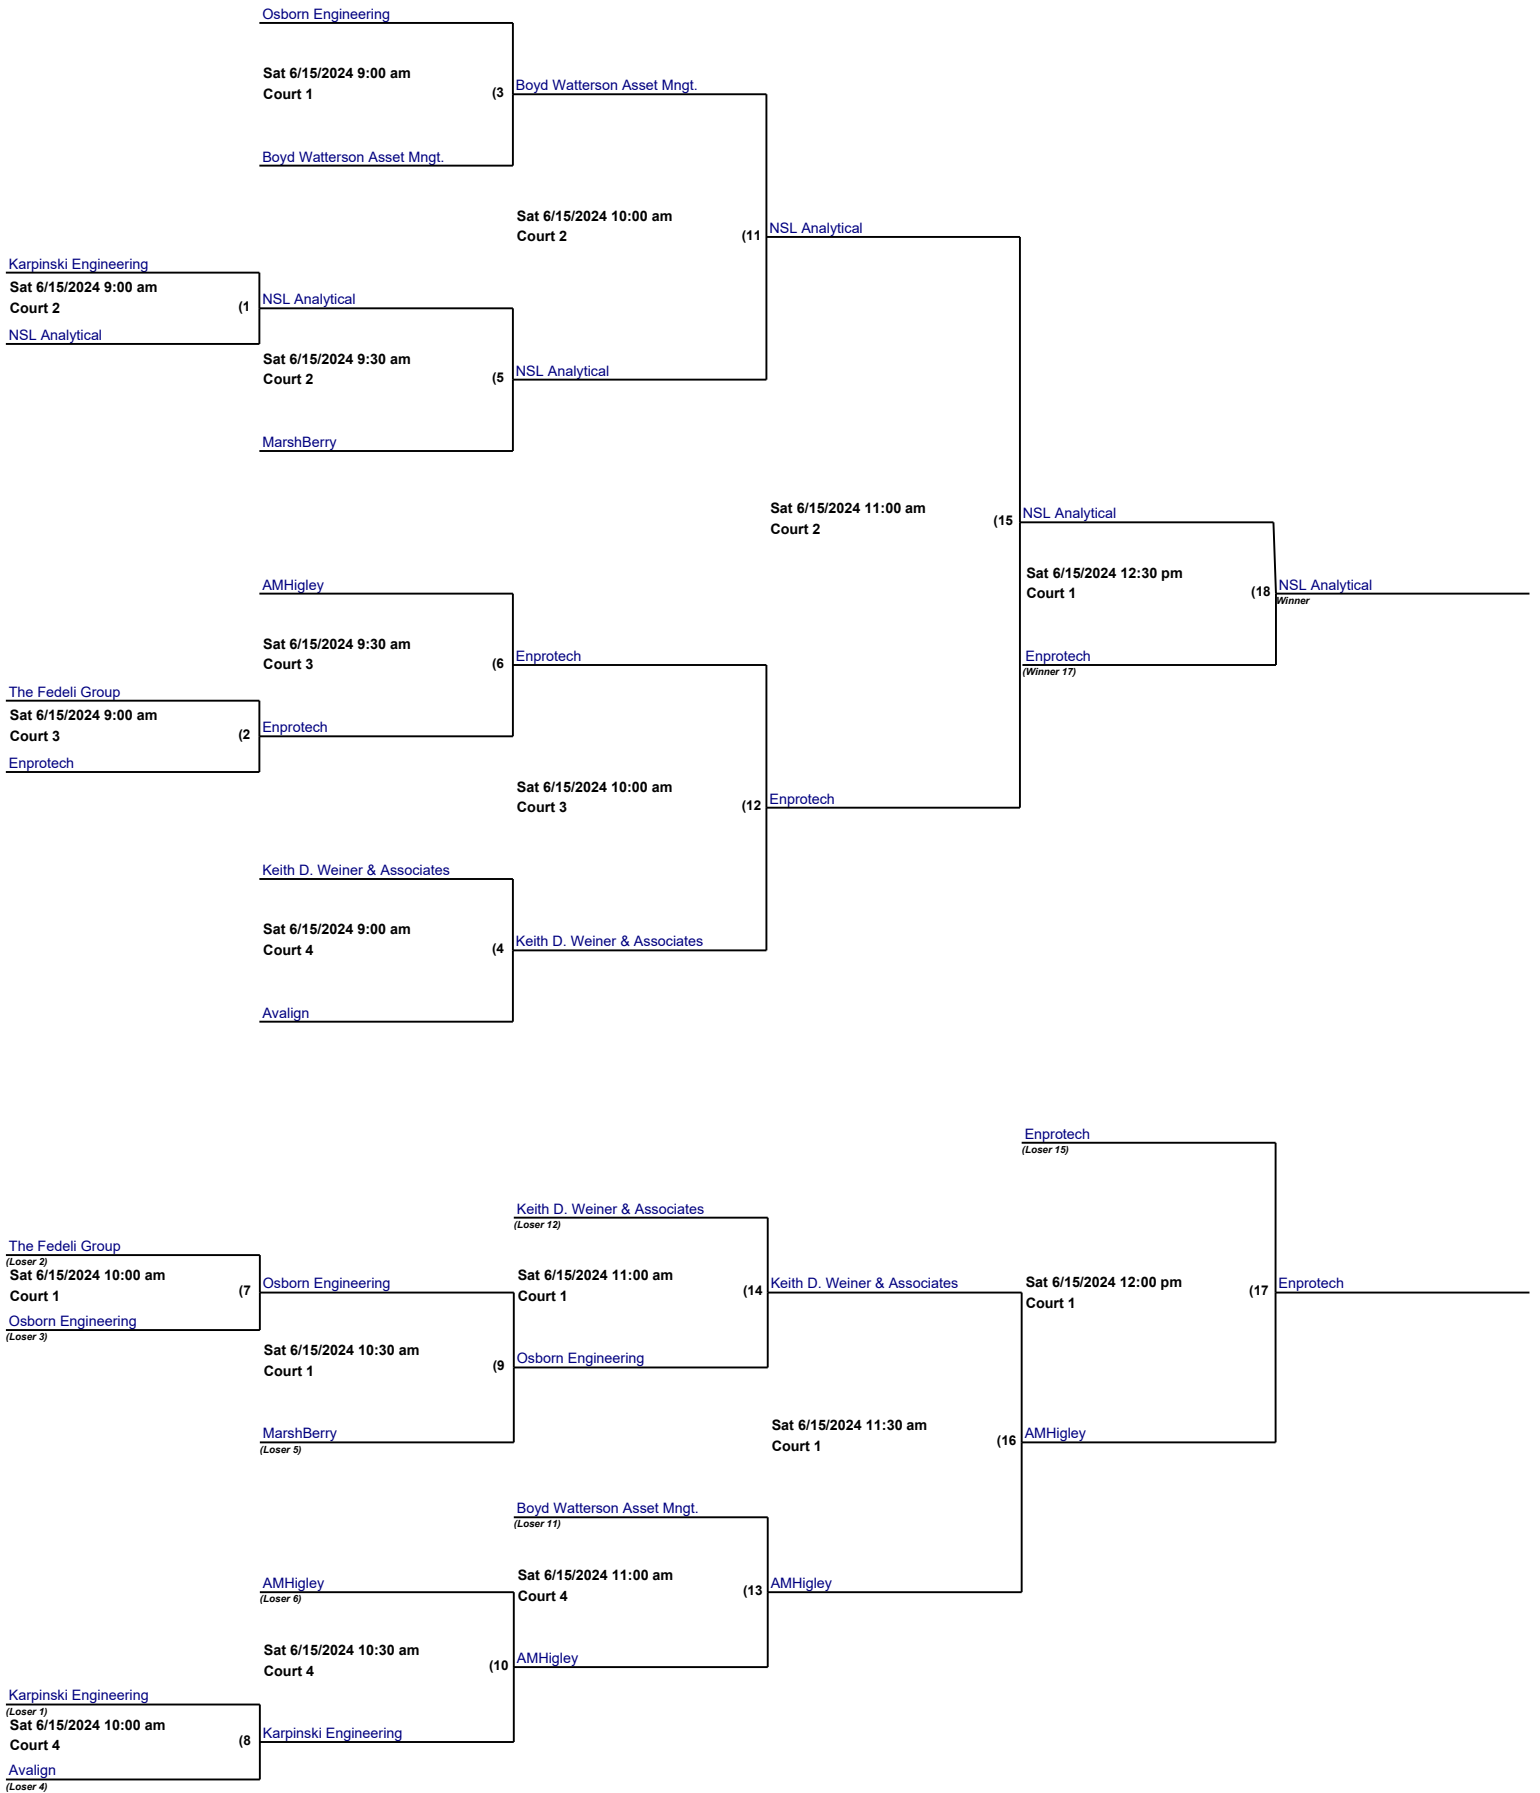 Osborn Engineering
Sat 6/15/2024 9:00 am
Court 1
(3
Boyd Watterson Asset Mngt.
Boyd Watterson Asset Mngt.
Sat 6/15/2024 10:00 am
Court 2
(11
NSL Analytical
Karpinski Engineering
Sat 6/15/2024 9:00 am
Court 2
(1
NSL Analytical
NSL Analytical
Sat 6/15/2024 9:30 am
Court 2
(5
NSL Analytical
MarshBerry
Sat 6/15/2024 11:00 am
Court 2
(15
NSL Analytical
Sat 6/15/2024 12:30 pm
Court 1
(18
NSL Analytical
Winner
Enprotech
(Winner 17)
AMHigley
Sat 6/15/2024 9:30 am
Court 3
(6
Enprotech
The Fedeli Group
Sat 6/15/2024 9:00 am
Court 3
(2
Enprotech
Enprotech
Sat 6/15/2024 10:00 am
Court 3
(12
Enprotech
Keith D. Weiner & Associates
Sat 6/15/2024 9:00 am
Court 4
(4
Keith D. Weiner & Associates
Avalign
Enprotech
(Loser 15)
Keith D. Weiner & Associates
(Loser 12)
The Fedeli Group
(Loser 2)
Sat 6/15/2024 10:00 am
Court 1
(7
Osborn Engineering
(Loser 3)
Osborn Engineering
Sat 6/15/2024 11:00 am
Court 1
(14
Keith D. Weiner & Associates
Sat 6/15/2024 12:00 pm
Court 1
(17
Enprotech
Sat 6/15/2024 10:30 am
Court 1
(9
Osborn Engineering
MarshBerry
(Loser 5)
Sat 6/15/2024 11:30 am
Court 1
(16
AMHigley
Boyd Watterson Asset Mngt.
(Loser 11)
Sat 6/15/2024 11:00 am
Court 4
(13
AMHigley
AMHigley
(Loser 6)
Sat 6/15/2024 10:30 am
Court 4
(10
AMHigley
Karpinski Engineering
(Loser 1)
Sat 6/15/2024 10:00 am
Court 4
(8
Karpinski Engineering
Avalign
(Loser 4)